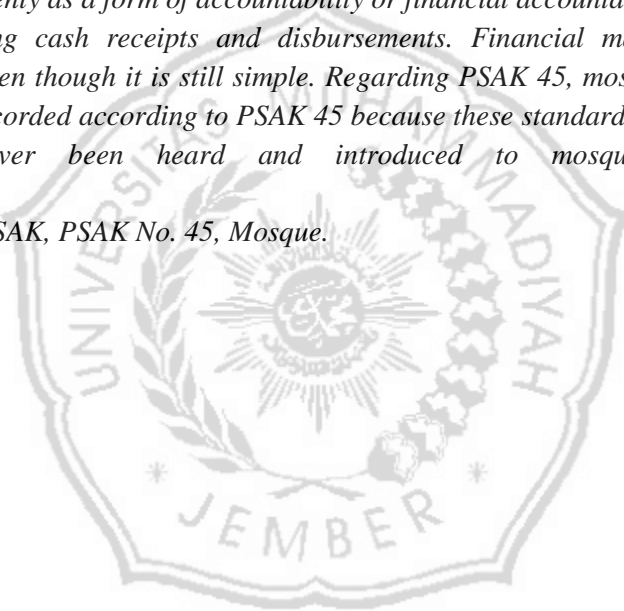 ently as a form of accountability or financial accounta
ng cash receipts and disbursements. Financial m
en though it is still simple. Regarding PSAK 45, mos
corded according to PSAK 45 because these standard
ver been heard and introduced to mosqu
SAK, PSAK No. 45, Mosque.
UNIVERSITAS MUHAMMADIYAH
JEMBER